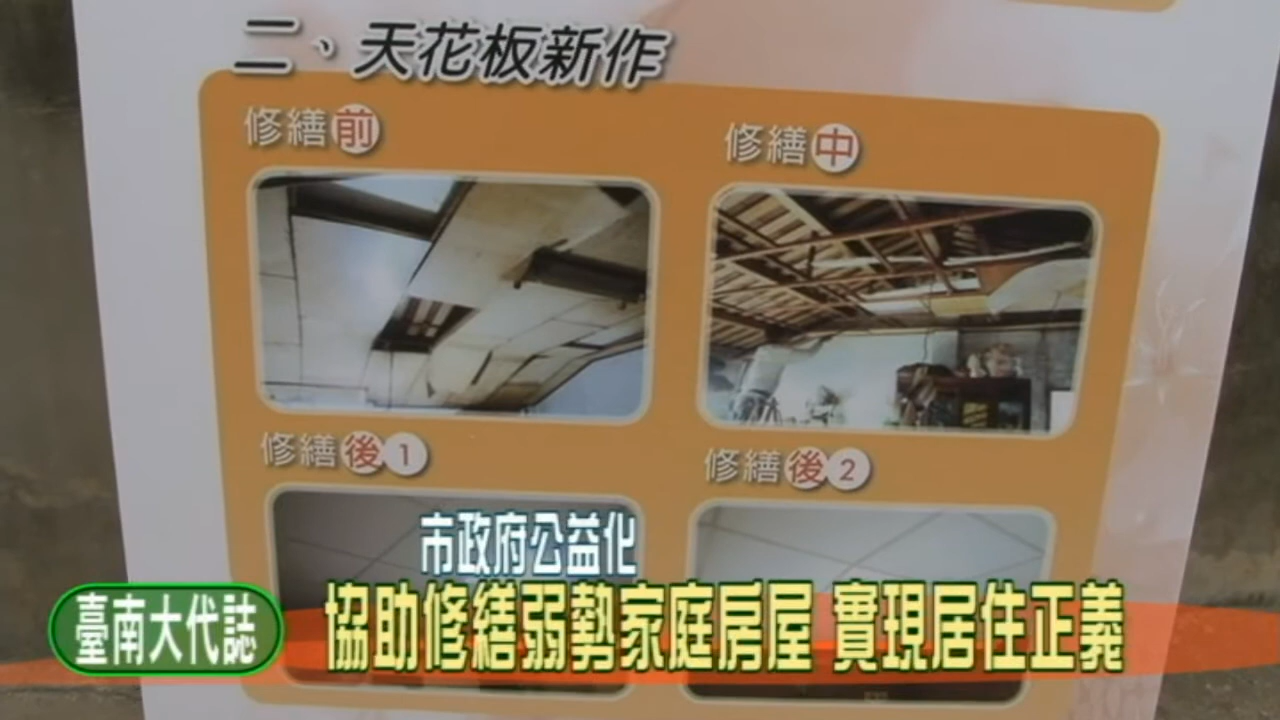 二、天花板新作
修繕前
修繕中
修繕後1
修繕後2
市政府公益化
臺南大代誌
協助修繕弱勢家庭房屋 實現居住正義